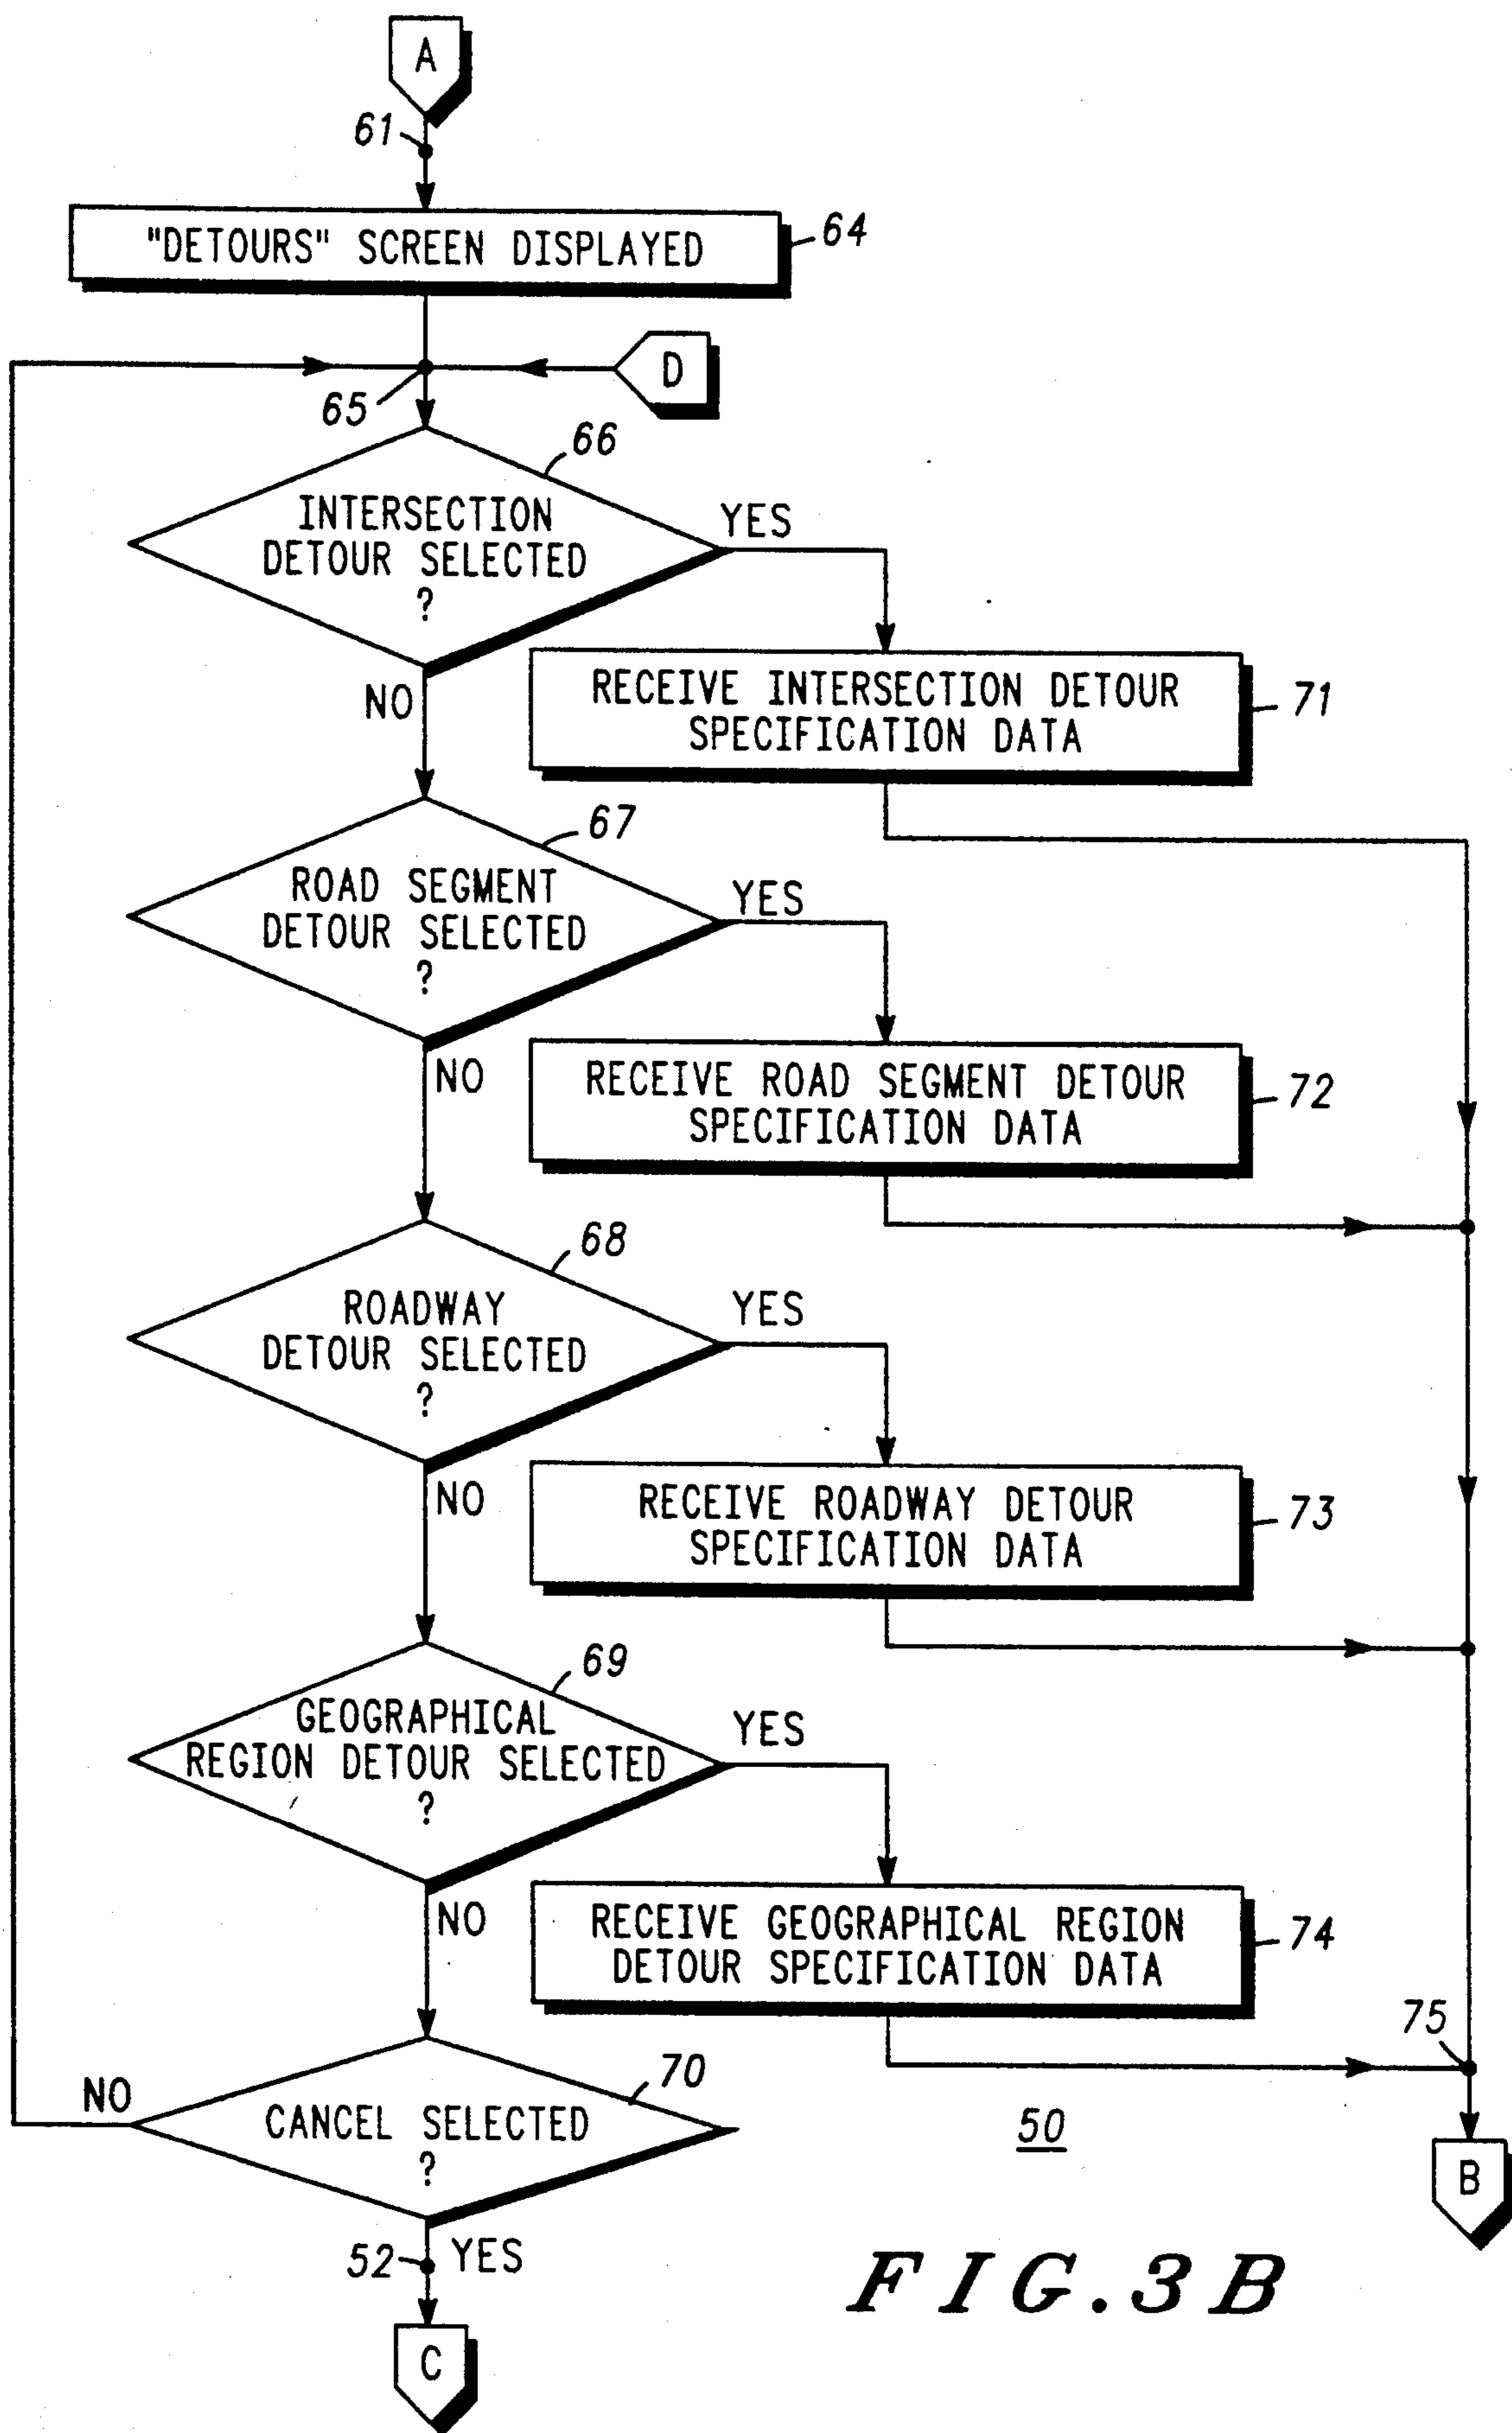 A
61
"DETOURS" SCREEN DISPLAYED
64
D
65
66
INTERSECTION
DETOUR SELECTED
?
YES
NO
RECEIVE INTERSECTION DETOUR
SPECIFICATION DATA
71
67
ROAD SEGMENT
DETOUR SELECTED
?
YES
NO
RECEIVE ROAD SEGMENT DETOUR
SPECIFICATION DATA
72
68
ROADWAY
DETOUR SELECTED
?
YES
NO
RECEIVE ROADWAY DETOUR
SPECIFICATION DATA
73
69
GEOGRAPHICAL
REGION DETOUR SELECTED
?
YES
NO
RECEIVE GEOGRAPHICAL REGION
DETOUR SPECIFICATION DATA
74
75
70
NO
CANCEL SELECTED
?
50
B
52
YES
C
FIG.3B